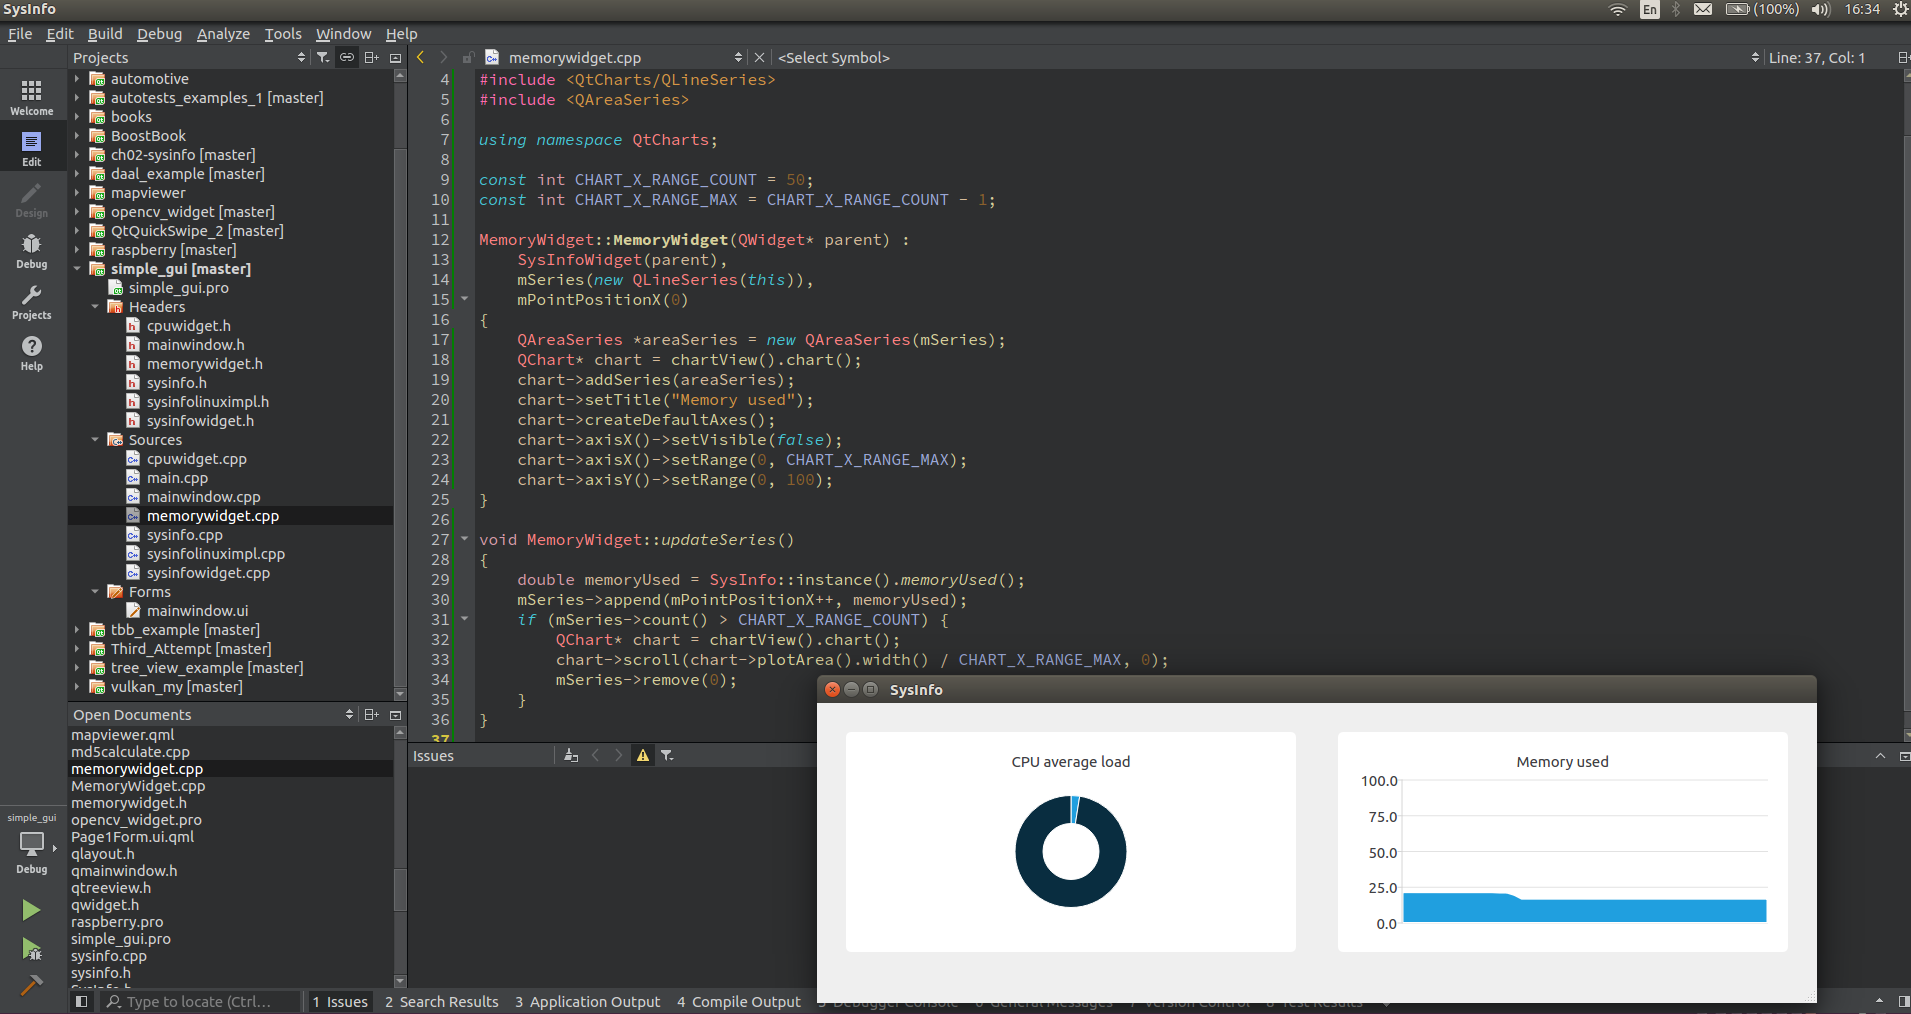 SysInfo
En
(100%)
16:34
File Edit Build Debug Analyze Tools Window Help
Projects
memorywidget.cpp
<Select Symbol>
Line: 37, Col: 1
Welcome
Edit
Design
Debug
Projects
Help
automotive
autotests_examples_1 [master]
books
BoostBook
ch02-sysinfo [master]
daal_example [master]
mapviewer
opencv_widget [master]
QtQuickSwipe_2 [master]
raspberry [master]
simple_gui [master]
simple_gui.pro
Headers
cpuwidget.h
mainwindow.h
memorywidget.h
sysinfo.h
sysinfolinuximpl.h
sysinfowidget.h
Sources
cpuwidget.cpp
main.cpp
mainwindow.cpp
memorywidget.cpp
sysinfo.cpp
sysinfolinuximpl.cpp
sysinfowidget.cpp
Forms
mainwindow.ui
tbb_example [master]
Third_Attempt [master]
tree_view_example [master]
vulkan_my [master]
4 #include <QtCharts/QLineSeries>
5 #include <QAreaSeries>
6
7 using namespace QtCharts;
8
9 const int CHART_X_RANGE_COUNT = 50;
10 const int CHART_X_RANGE_MAX = CHART_X_RANGE_COUNT - 1;
11
12 MemoryWidget::MemoryWidget(QWidget* parent) :
13     SysInfoWidget(parent),
14     mSeries(new QLineSeries(this)),
15     mPointPositionX(0)
16 {
17     QAreaSeries *areaSeries = new QAreaSeries(mSeries);
18     QChart* chart = chartView().chart();
19     chart->addSeries(areaSeries);
20     chart->setTitle("Memory used");
21     chart->createDefaultAxes();
22     chart->axisX()->setVisible(false);
23     chart->axisX()->setRange(0, CHART_X_RANGE_MAX);
24     chart->axisY()->setRange(0, 100);
25 }
26
27 void MemoryWidget::updateSeries()
28 {
29     double memoryUsed = SysInfo::instance().memoryUsed();
30     mSeries->append(mPointPositionX++, memoryUsed);
31     if (mSeries->count() > CHART_X_RANGE_COUNT) {
32         QChart* chart = chartView().chart();
33         chart->scroll(chart->plotArea().width() / CHART_X_RANGE_MAX, 0);
34         mSeries->remove(0);
35     }
36 }
37
Open Documents
mapviewer.qml
md5calculate.cpp
memorywidget.cpp
MemoryWidget.cpp
memorywidget.h
opencv_widget.pro
Page1Form.ui.qml
qlayout.h
qmainwindow.h
qtreeview.h
qwidget.h
raspberry.pro
simple_gui.pro
sysinfo.cpp
sysinfo.h
simple_gui
Debug
Issues
SysInfo
CPU average load
Memory used
100.0
75.0
50.0
25.0
0.0
Type to locate (Ctrl...
1 Issues
2 Search Results
3 Application Output
4 Compile Output